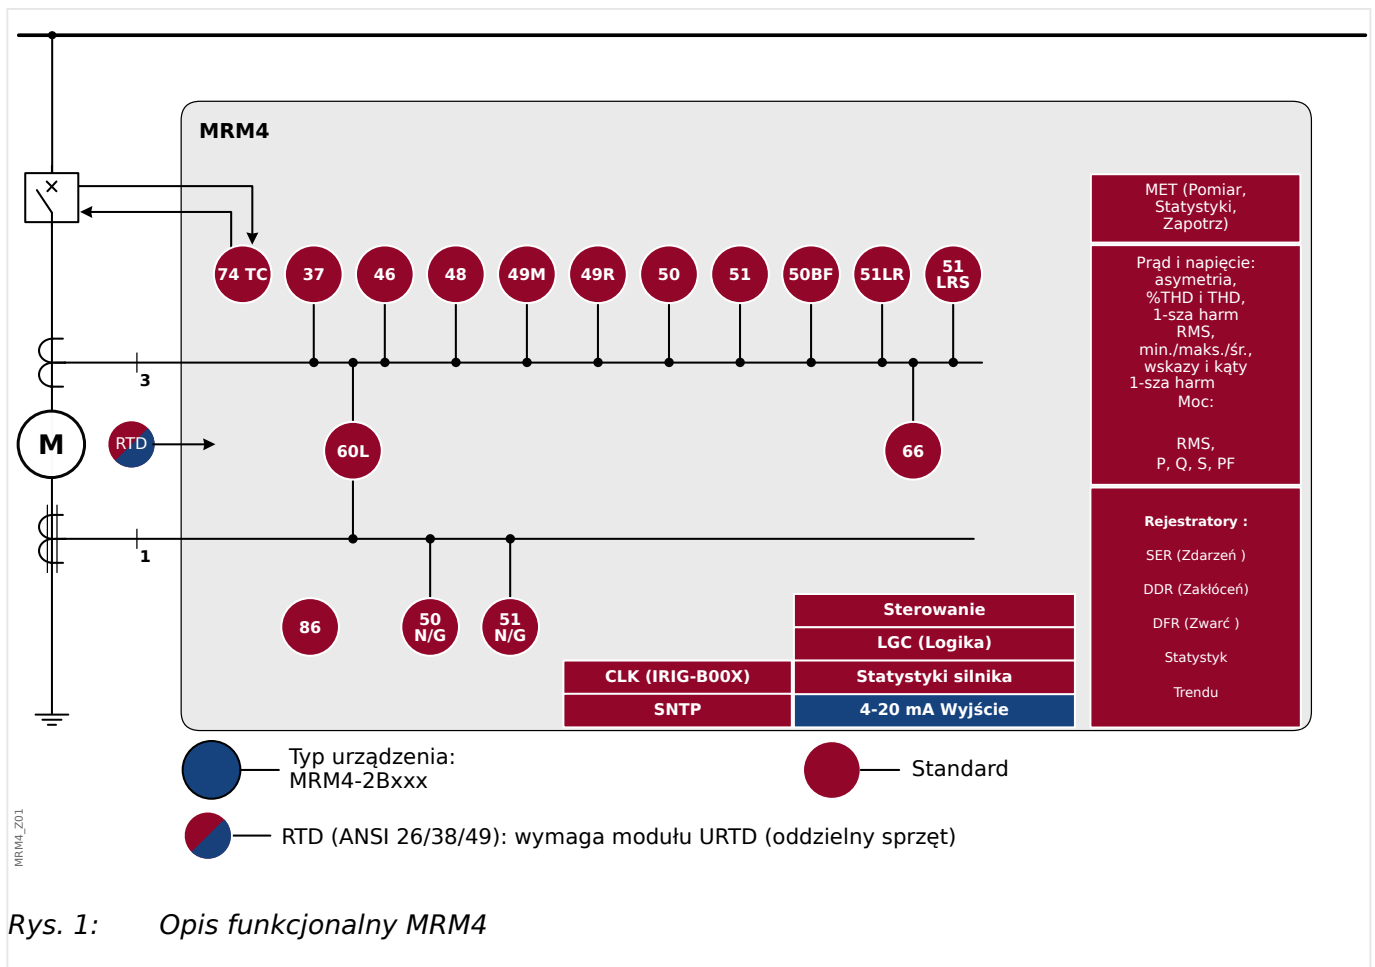 MRM4
74 TC
37
46
48
49M
49R
50
51
50BF
51LR
51
LRS
3
M
RTD
60L
66
1
86
50
N/G
51
N/G
MET (Pomiar,
Statystyki,
Zapotrz)
Prąd i napięcie:
asymetria,
%THD i THD,
1-sza harm
RMS,
min./maks./śr.,
wskazy i kąty
1-sza harm
Moc:
RMS,
P, Q, S, PF
Rejestratory :
SER (Zdarzeń )
DDR (Zakłóceń)
DFR (Zwarć )
Statystyk
Trendu
Sterowanie
LGC (Logika)
CLK (IRIG-B00X)
Statystyki silnika
SNTP
4-20 mA Wyjście
Typ urządzenia:
MRM4-2Bxxx
Standard
RTD (ANSI 26/38/49): wymaga modułu URTD (oddzielny sprzęt)
MRM4_Z01
Rys. 1: Opis funkcjonalny MRM4